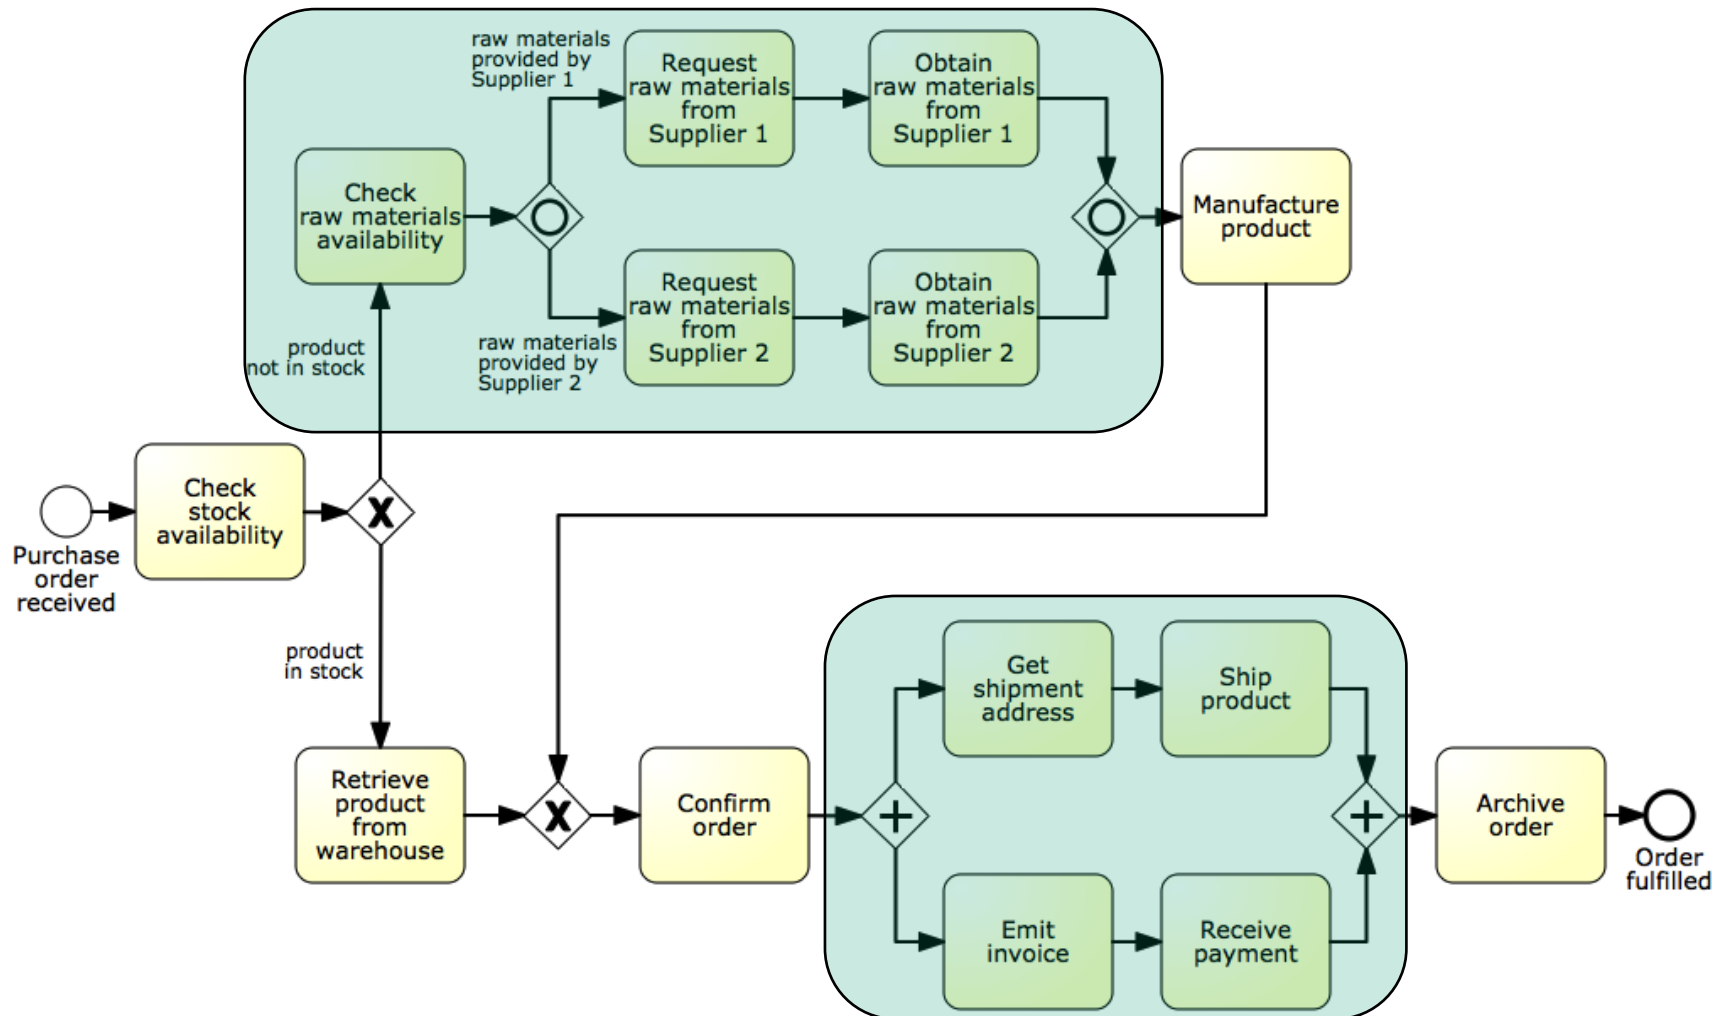 raw materials
provided by
Supplier 1
Request
raw materials
from
Supplier 1
Obtain
raw materials
from
Supplier 1
Check
raw materials
availability
Manufacture
product
Request
raw materials
from
Supplier 2
Obtain
raw materials
from
Supplier 2
raw materials
provided by
Supplier 2
product
not in stock
Purchase
order
received
Check
stock
availability
X
product
in stock
Retrieve
product
from
warehouse
X
Confirm
order
Get
shipment
address
Ship
product
Emit
invoice
Receive
payment
Archive
order
Order
fulfilled